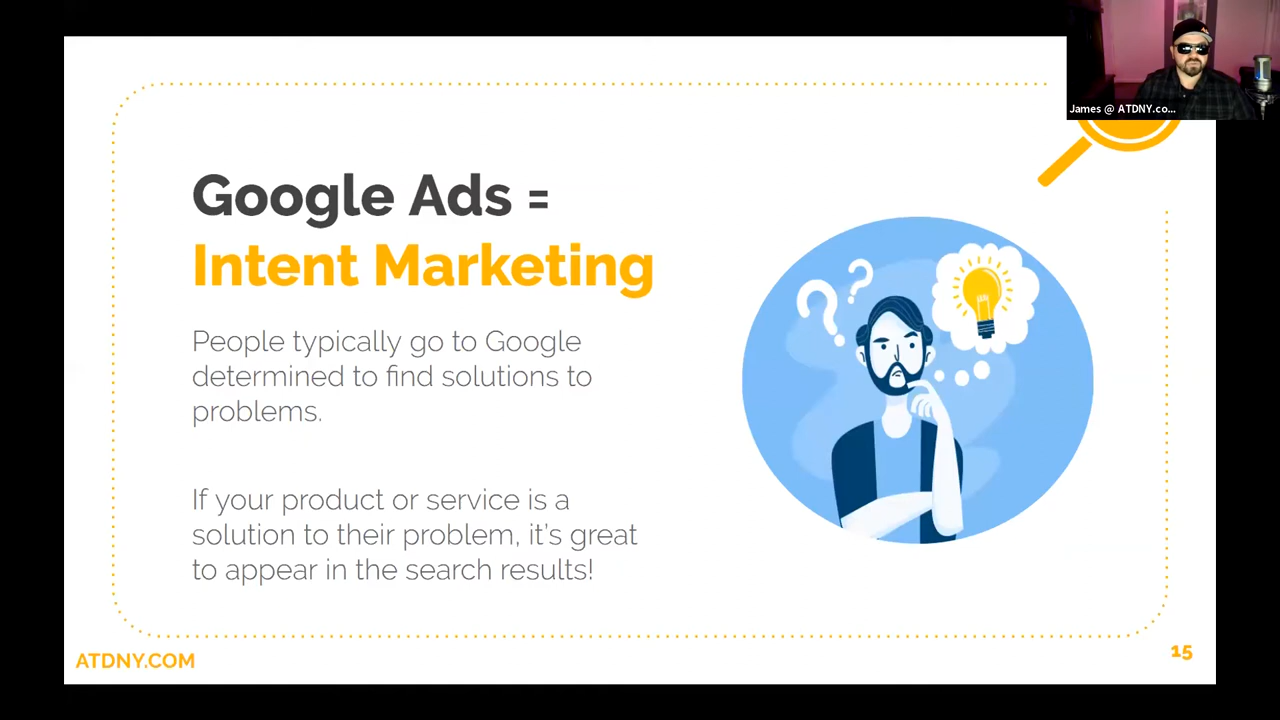 James @ ATDNY.co...
Google Ads =
Intent Marketing
People typically go to Google
determined to find solutions to
problems.
If your product or service is a
solution to their problem, it's great
to appear in the search results!
ATDNY.COM
15